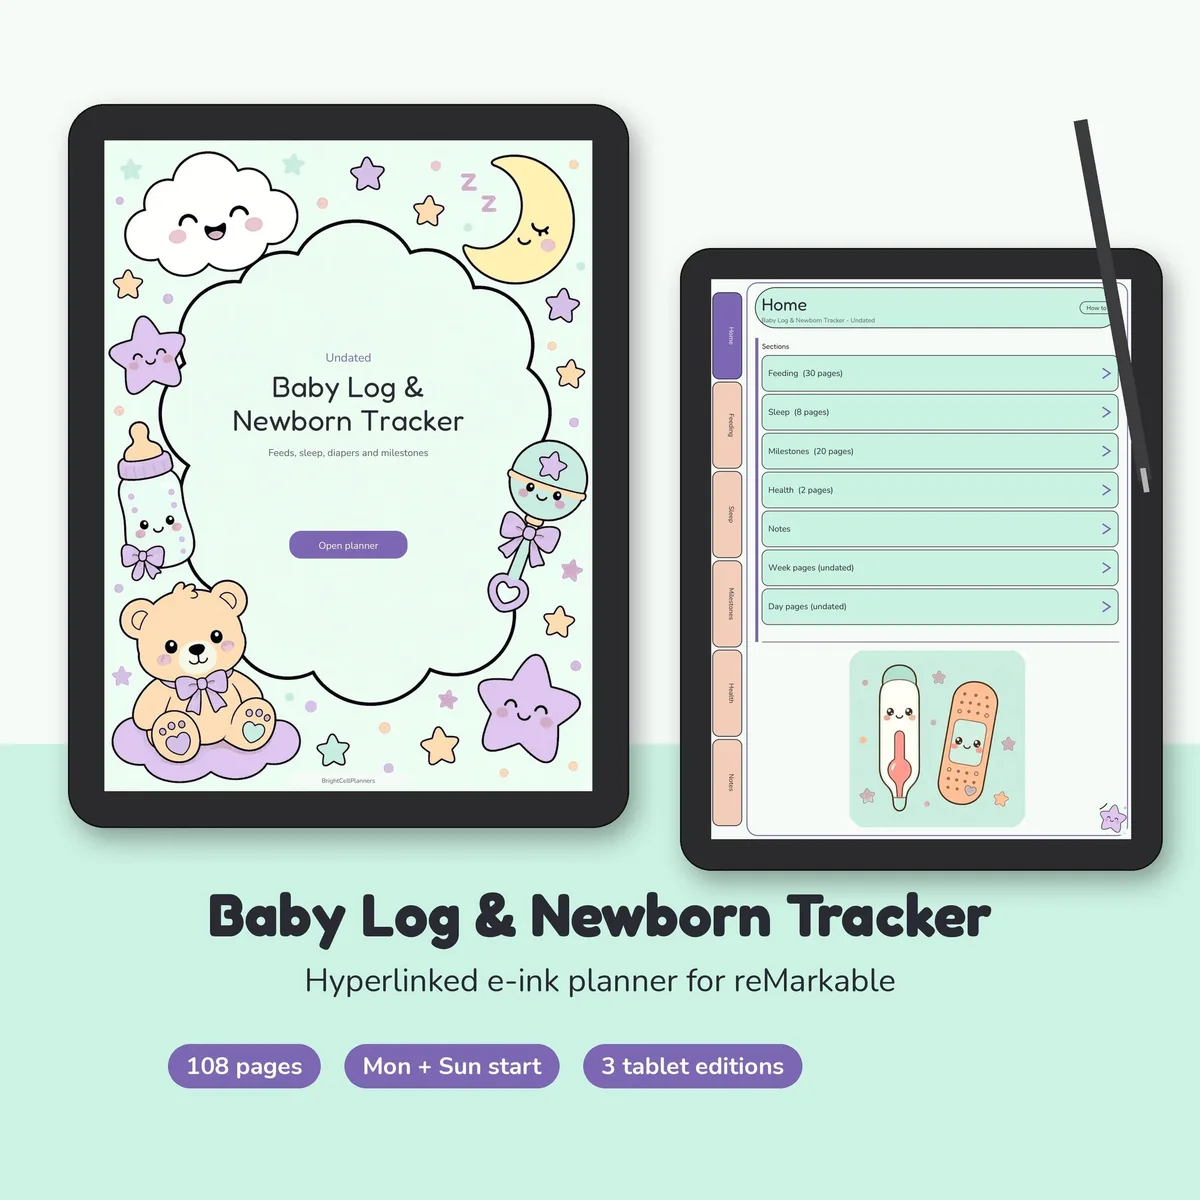 Z
Z
Undated
Baby Log &
Newborn Tracker
Feeds, sleep, diapers and milestones
Open planner
BrightCellPlanners
Home
Baby Log & Newborn Tracker - Undated
How to
Home
Feeding
Sleep
Milestones
Health
Notes
Sections
Feeding (30 pages)
Sleep (8 pages)
Milestones (20 pages)
Health (2 pages)
Notes
Week pages (undated)
Day pages (undated)
Baby Log & Newborn Tracker
Hyperlinked e-ink planner for reMarkable
108 pages
Mon + Sun start
3 tablet editions